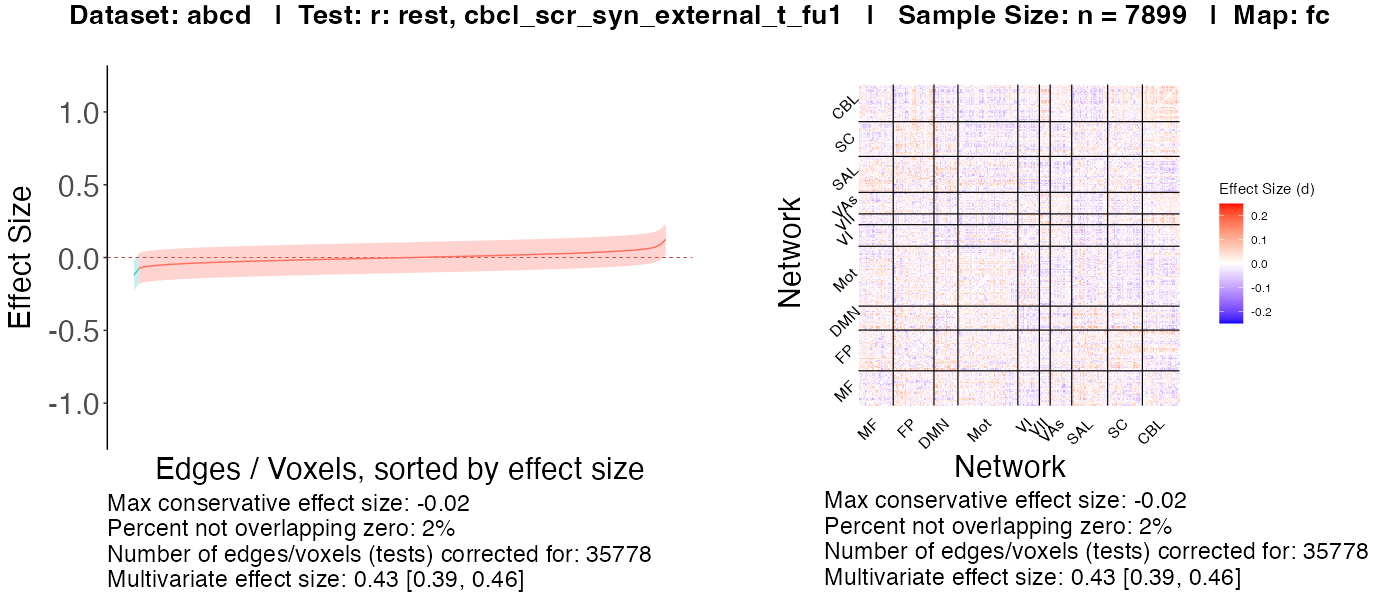 Dataset: abcd | Test: r: rest, cbcl_scr_syn_external_t_fu1 | Sample Size: n = 7899 | Map: fc
Effect Size
1.0
0.5
0.0
-0.5
-1.0
Edges / Voxels, sorted by effect size
Max conservative effect size: -0.02
Percent not overlapping zero: 2%
Number of edges/voxels (tests) corrected for: 35778
Multivariate effect size: 0.43 [0.39, 0.46]
Network
CBL
SC
SAL
VAs
VII
VI
Mot
DMN
FP
MF
MF
FP
DMN
Mot
VI
VII
VAs
SAL
SC
CBL
Network
Effect Size (d)
0.2
0.1
0.0
-0.1
-0.2
Max conservative effect size: -0.02
Percent not overlapping zero: 2%
Number of edges/voxels (tests) corrected for: 35778
Multivariate effect size: 0.43 [0.39, 0.46]